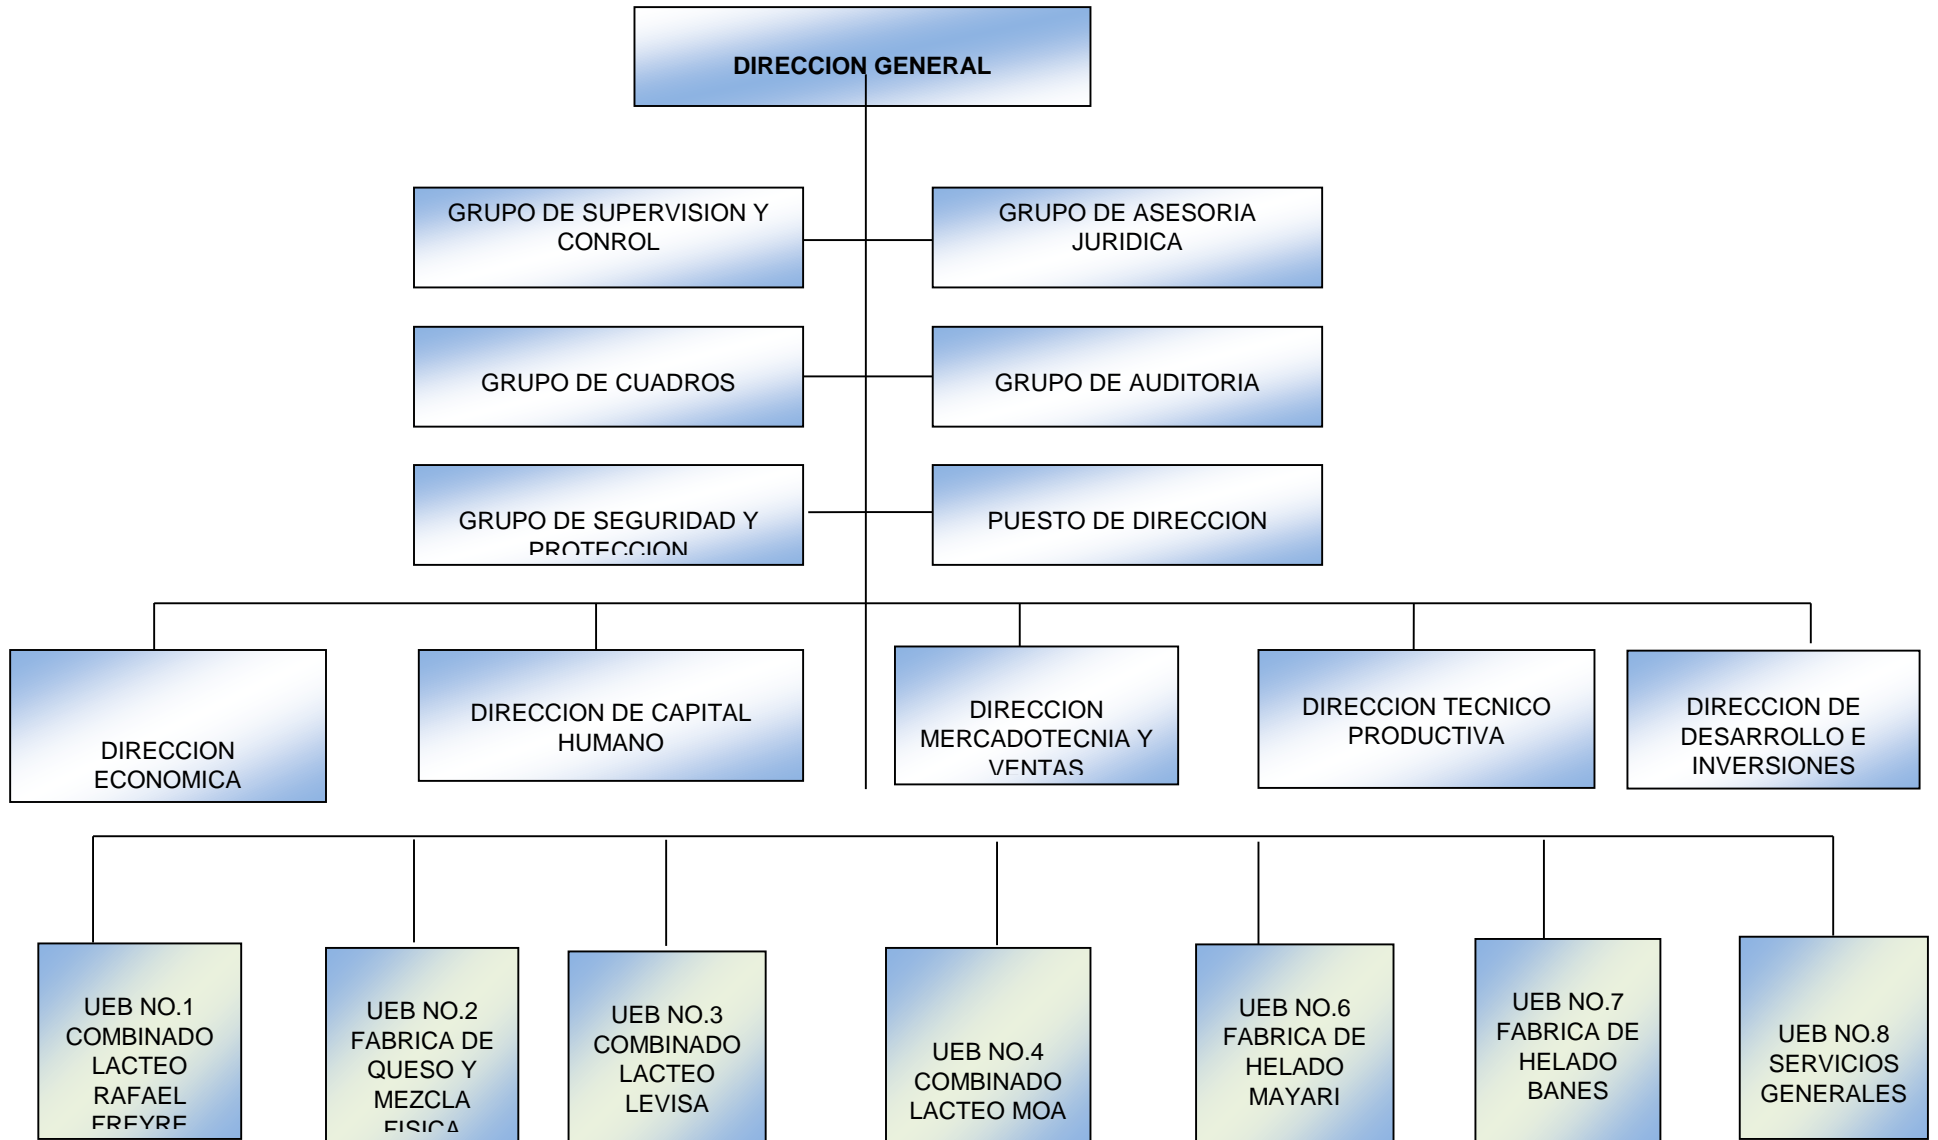 DIRECCION GENERAL
GRUPO DE SUPERVISION Y
CONROL
GRUPO DE ASESORIA
JURIDICA
GRUPO DE CUADROS
GRUPO DE AUDITORIA
GRUPO DE SEGURIDAD Y
PROTECCION
PUESTO DE DIRECCION
DIRECCION
ECONOMICA
DIRECCION DE CAPITAL
HUMANO
DIRECCION
MERCADOTECNIA Y
VENTAS
DIRECCION TECNICO
PRODUCTIVA
DIRECCION DE
DESARROLLO E
INVERSIONES
UEB NO.1
COMBINADO
LACTEO
RAFAEL
FREYRE
UEB NO.2
FABRICA DE
QUESO Y
MEZCLA
FISICA
UEB NO.3
COMBINADO
LACTEO
LEVISA
UEB NO.4
COMBINADO
LACTEO MOA
UEB NO.6
FABRICA DE
HELADO
MAYARI
UEB NO.7
FABRICA DE
HELADO
BANES
UEB NO.8
SERVICIOS
GENERALES